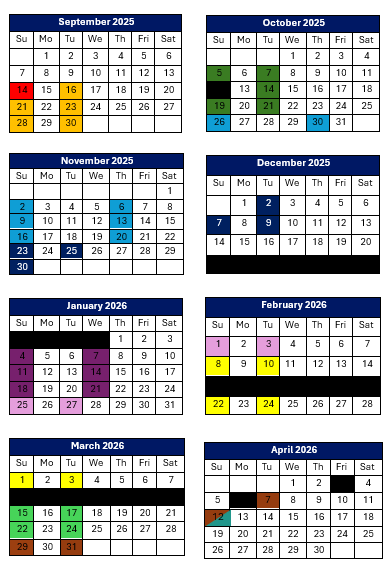 September 2025
Su Mo Tu We Th Fri Sat
1 2 3 4 5 6
7 8 9 10 11 12 13
14 15 16 17 18 19 20
21 22 23 24 25 26 27
28 29 30
October 2025
Su Mo Tu We Th Fri Sat
1 2 3 4
5 6 7 8 9 10 11
13 14 15 16 17 18
19 20 21 22 23 24 25
26 27 28 29 30 31
November 2025
Su Mo Tu We Th Fri Sat
1
2 3 4 5 6 7 8
9 10 11 12 13 14 15
16 17 18 19 20 21 22
23 24 25 26 27 28 29
30
December 2025
Su Mo Tu We Th Fri Sat
1 2 3 4 5 6
7 8 9 10 11 12 13
14 15 16 17 18 19 20
January 2026
Su Mo Tu We Th Fri Sat
1 2 3
4 5 6 7 8 9 10
11 12 13 14 15 16 17
18 19 20 21 22 23 24
25 26 27 28 29 30 31
February 2026
Su Mo Tu We Th Fri Sat
1 2 3 4 5 6 7
8 9 10 11 12 13 14
22 23 24 25 26 27 28
March 2026
Su Mo Tu We Th Fri Sat
1 2 3 4 5 6 7
15 16 17 18 19 20 21
22 23 24 25 26 27 28
29 30 31
April 2026
Su Mo Tu We Th Fri Sat
1 2 4
5 7 8 9 10 11
12 13 14 15 16 17 18
19 20 21 22 23 24 25
26 27 28 29 30